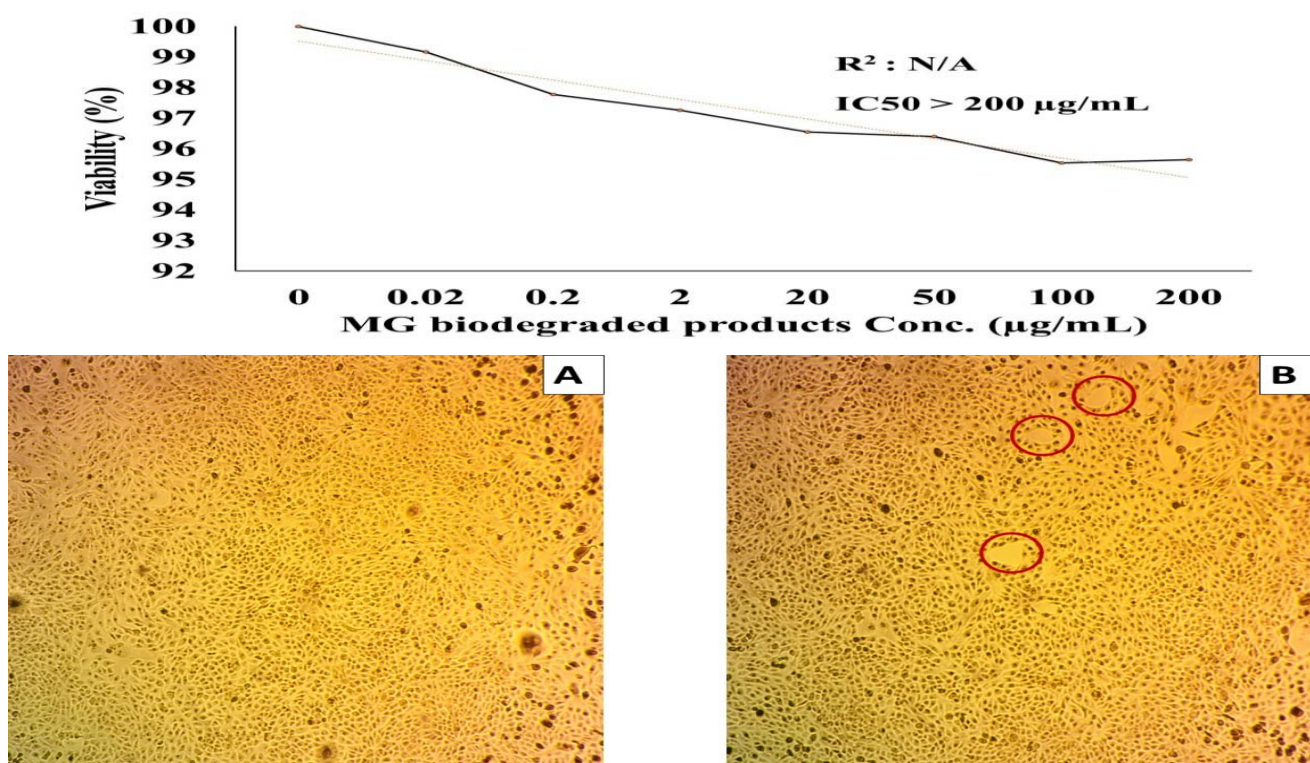 100
99
98
97
96
95
94
93
92
Viability (%)
R² : N/A
IC50 > 200 µg/mL
0 0.02 0.2 2 20 50 100 200
MG biodegraded products Conc. (µg/mL)
A
B